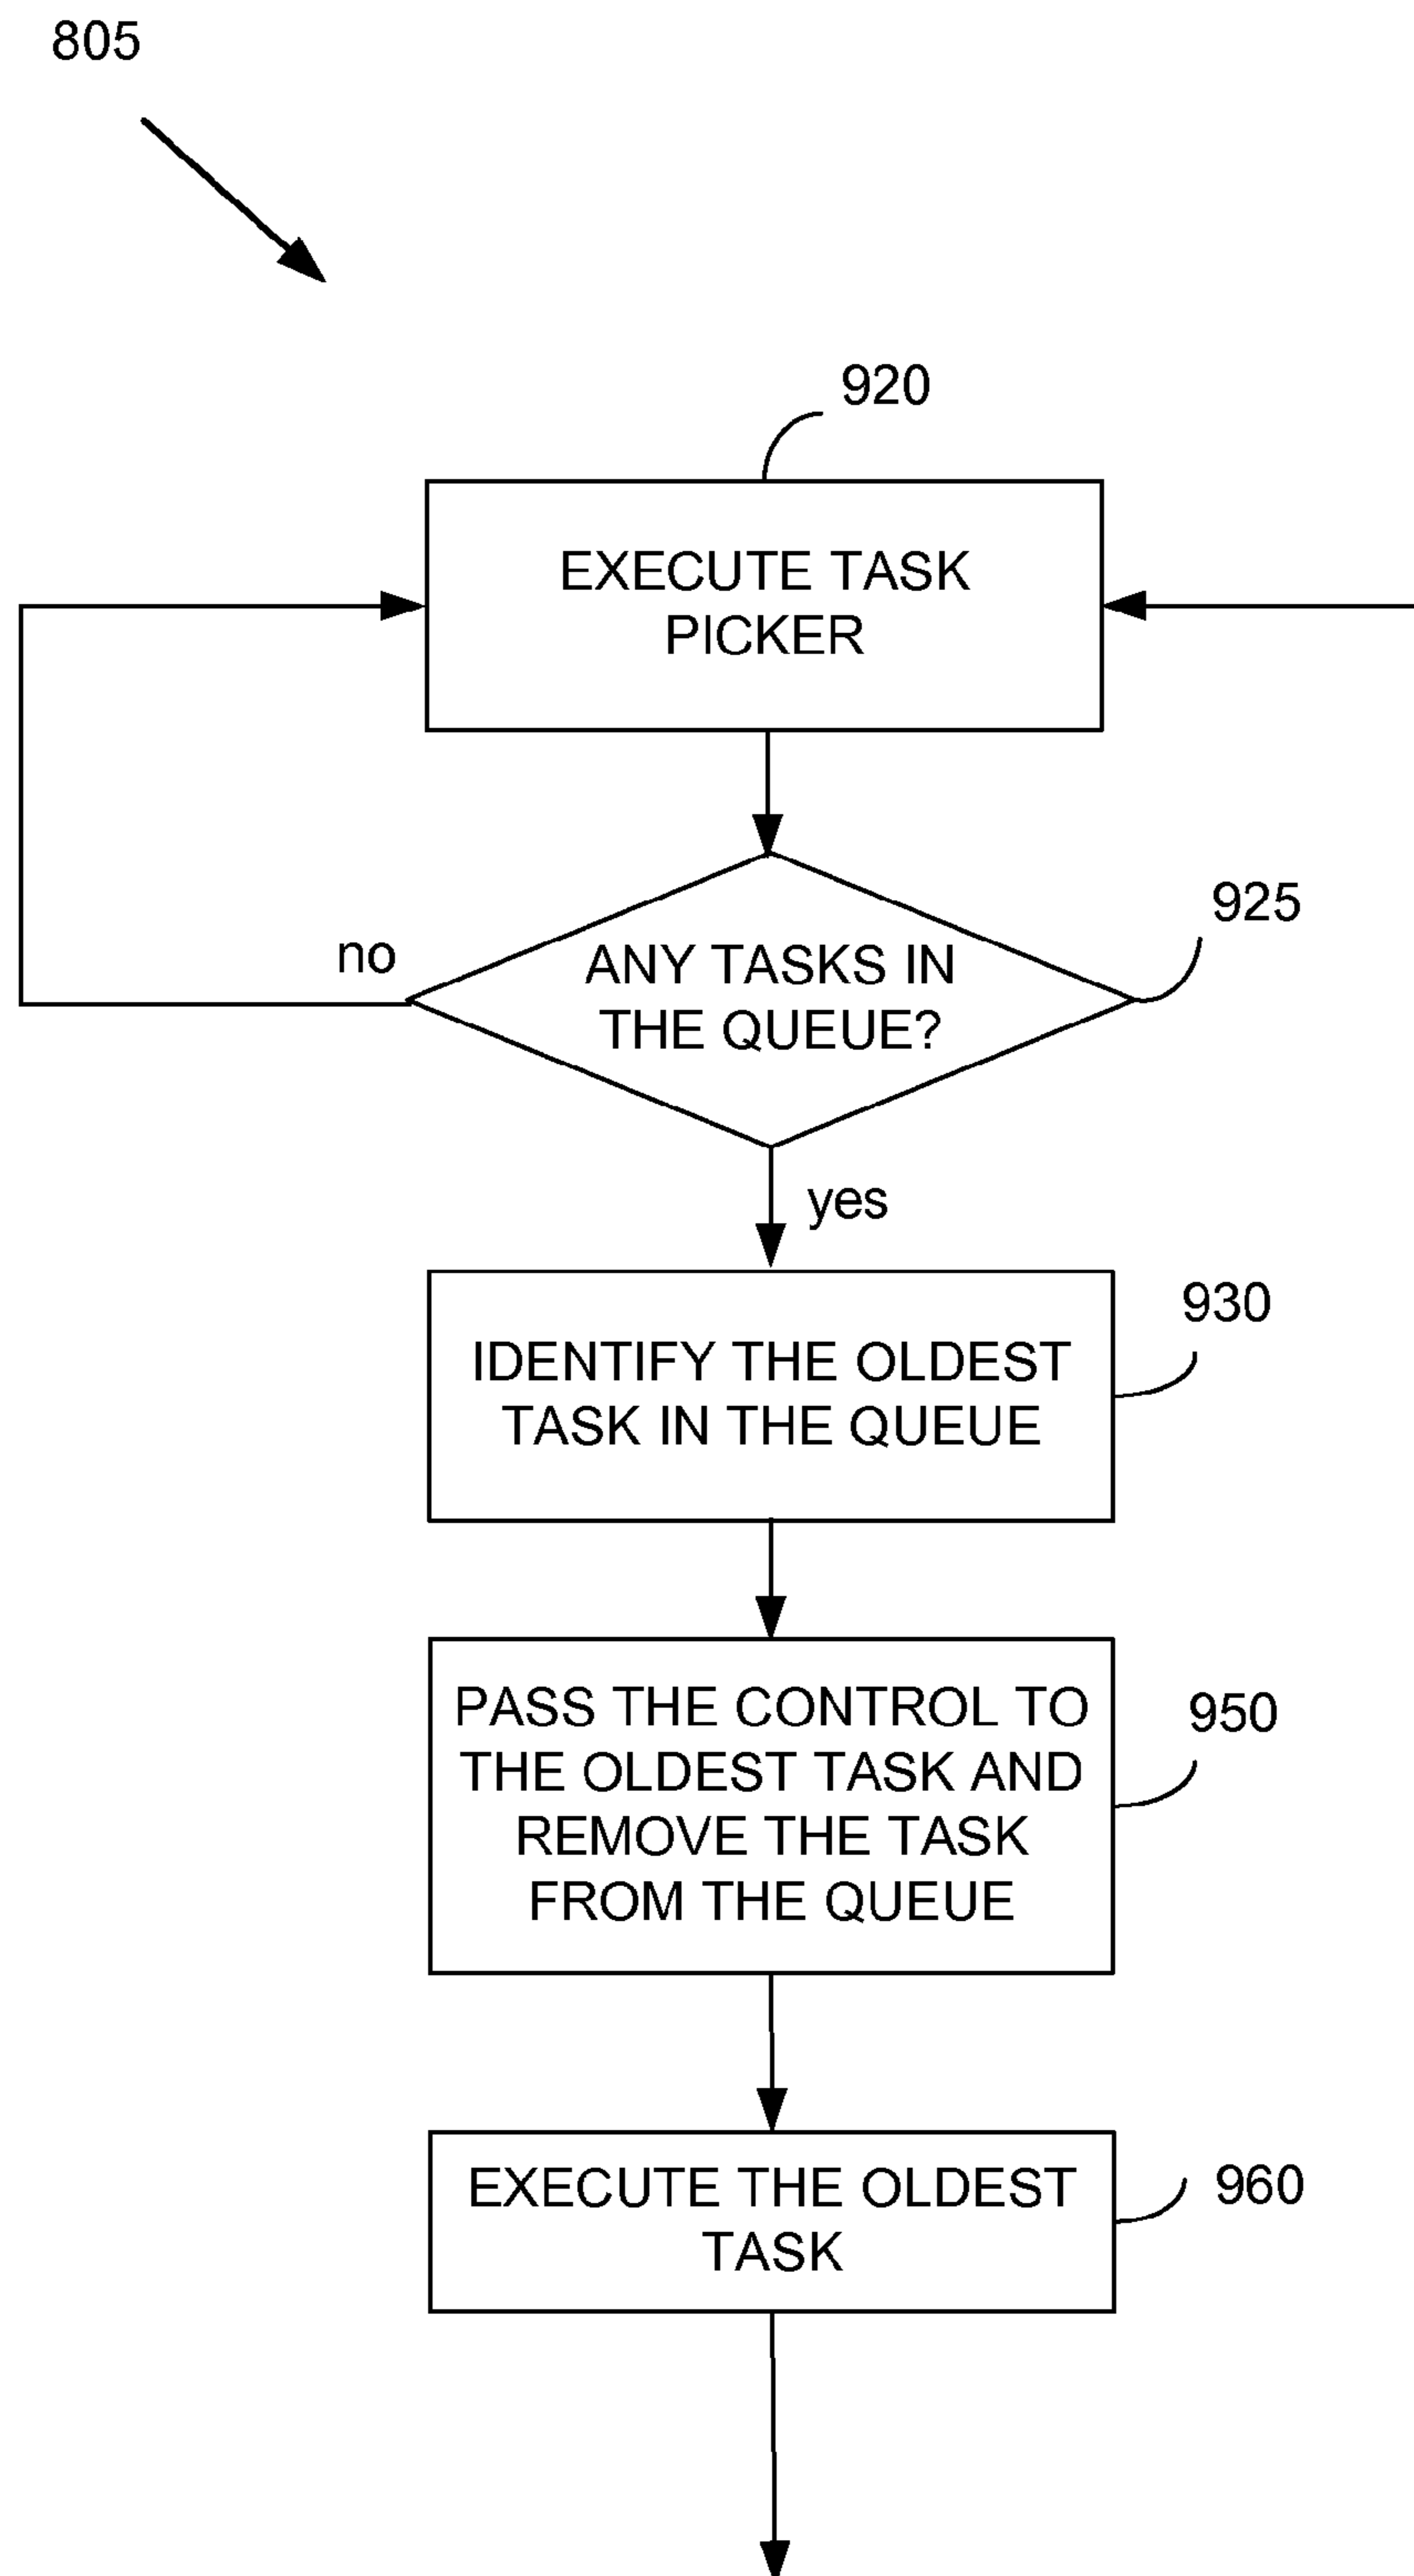 805
920
EXECUTE TASK
PICKER
925
no
ANY TASKS IN
THE QUEUE?
yes
930
IDENTIFY THE OLDEST
TASK IN THE QUEUE
950
PASS THE CONTROL TO
THE OLDEST TASK AND
REMOVE THE TASK
FROM THE QUEUE
960
EXECUTE THE OLDEST
TASK